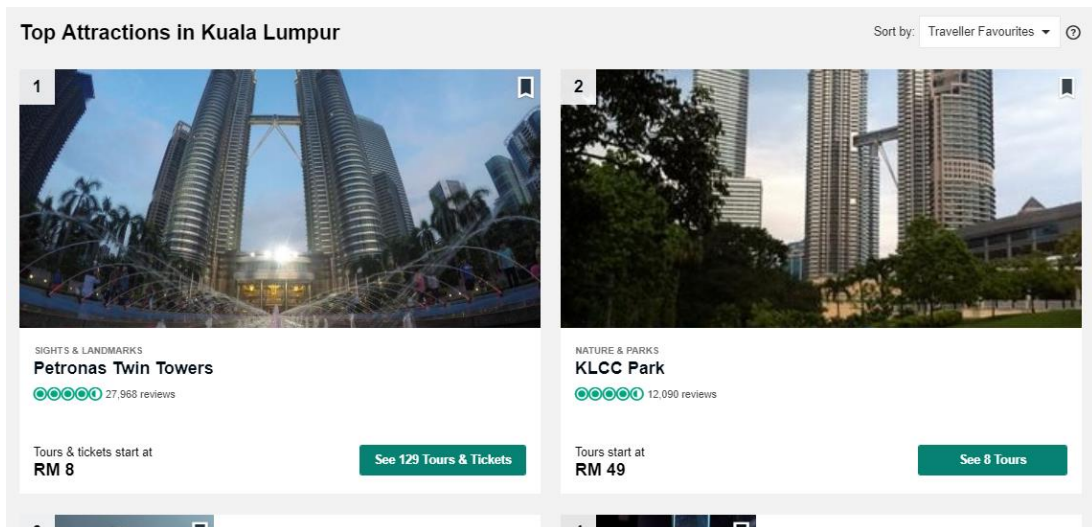 Top Attractions in Kuala Lumpur
Sort by: Traveller Favourites
1
2
SIGHTS & LANDMARKS
Petronas Twin Towers
27,968 reviews
Tours & tickets start at
RM 8
See 129 Tours & Tickets
NATURE & PARKS
KLCC Park
12,090 reviews
Tours start at
RM 49
See 8 Tours